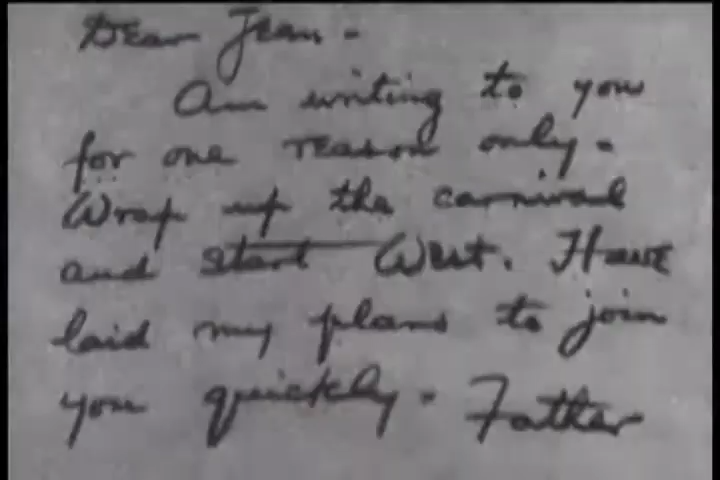 Dear Jean -
Am writing to you
for one reason only -
Wrap up the carnival
and start West. Have
laid my plans to join
you quickly - Father